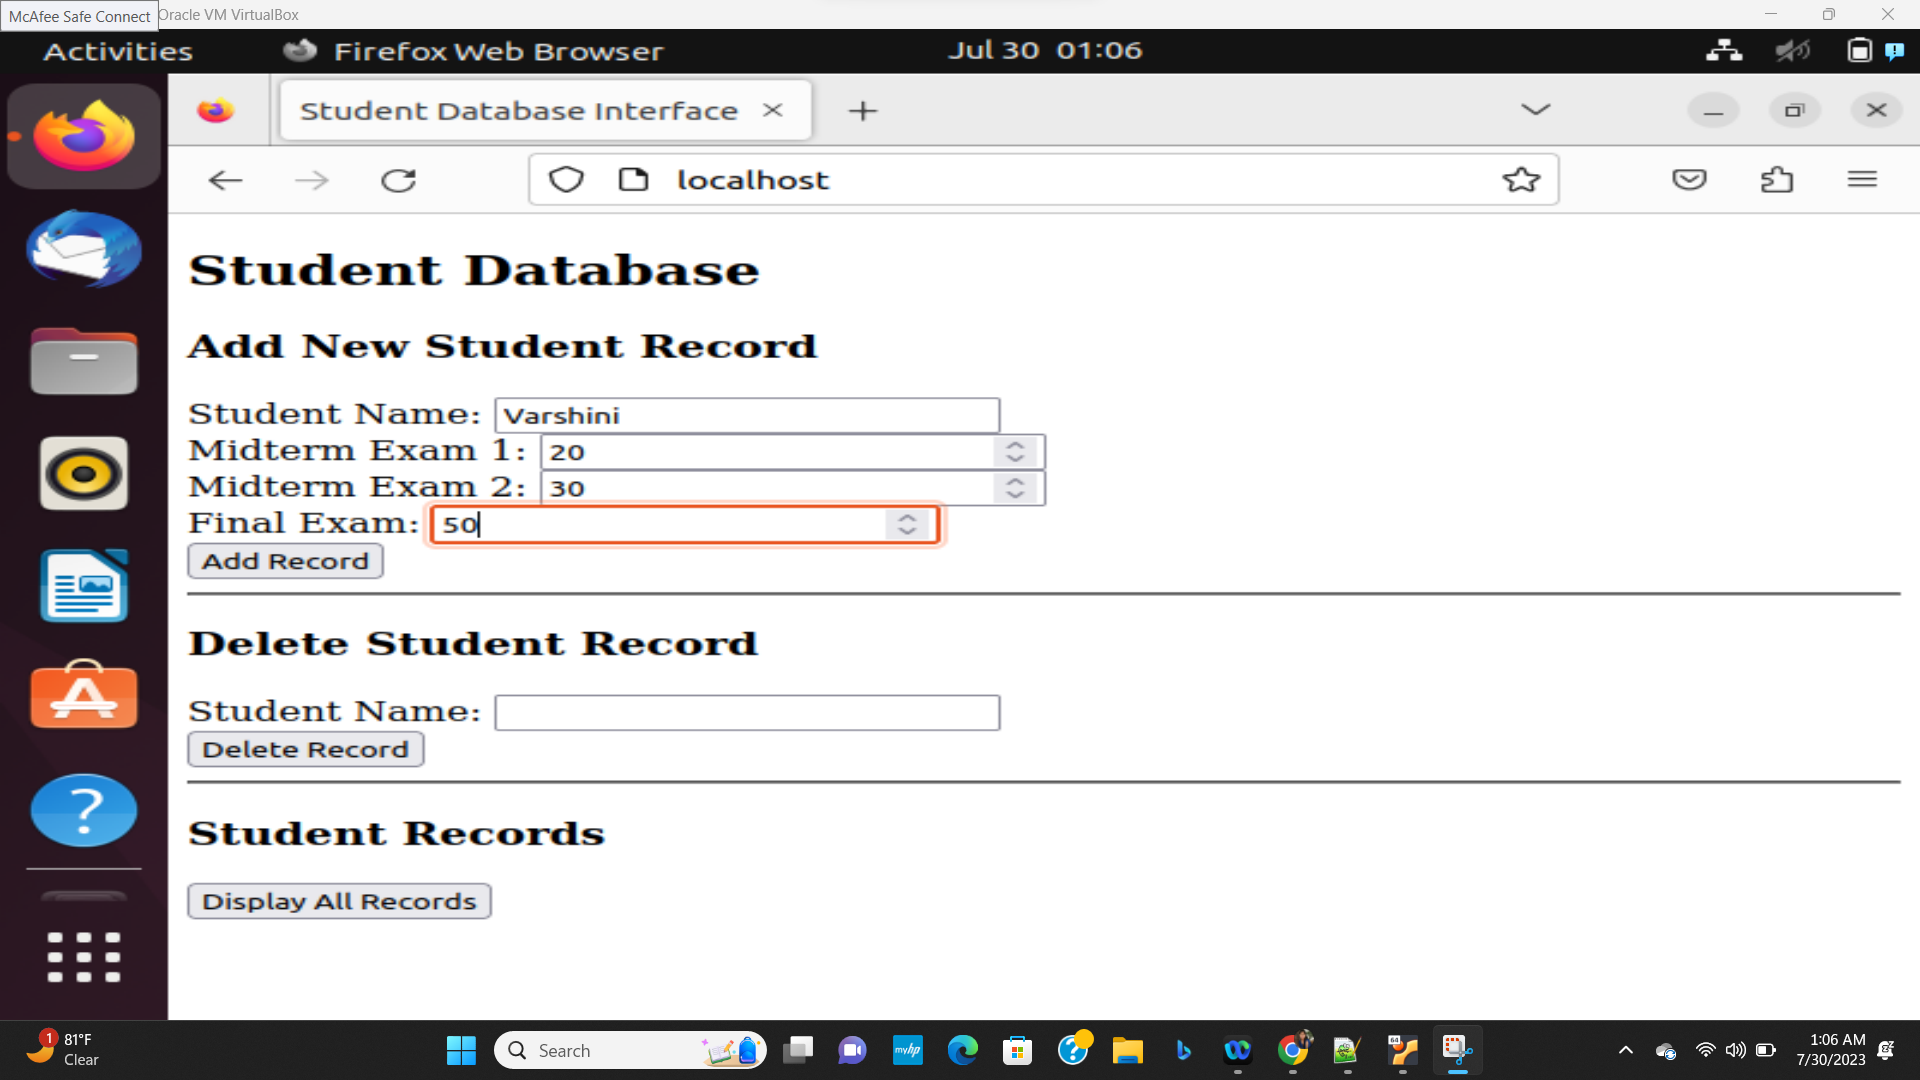 McAfee Safe Connect
Oracle VM VirtualBox
Activities
Firefox Web Browser
Jul 30 01:06
Student Database Interface
localhost
Student Database
Add New Student Record
Student Name: Varshini
Midterm Exam 1: 20
Midterm Exam 2: 30
Final Exam: 50
Add Record
Delete Student Record
Student Name:
Delete Record
Student Records
Display All Records
1
81°F
Clear
Search
myhp
64
1:06 AM
7/30/2023